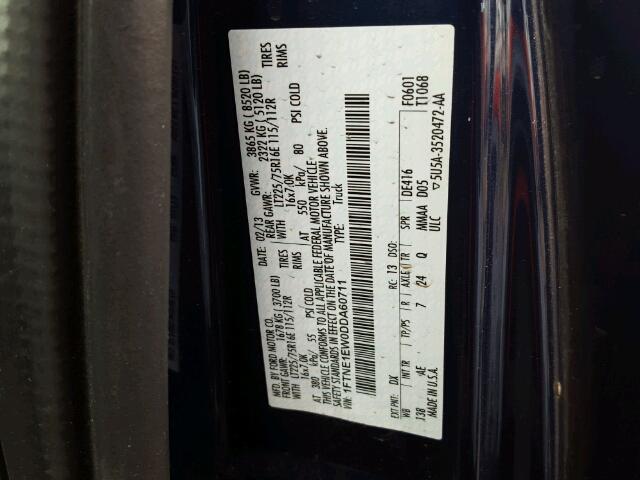 MFD. BY FORD MOTOR CO.
DATE: 02/13 GVWR: 3865 KG ( 8520 LB)
FRONT GAWR: 1678 KG ( 3700 LB) REAR GAWR: 2322 KG ( 5120 LB)
WITH LT225/75R16E 115/112R TIRES WITH LT225/75R16E 115/112R TIRES
16x7.0K RIMS 16x7.0K RIMS
AT 380 kPa/ 55 PSI COLD AT 550 kPa/ 80 PSI COLD
THIS VEHICLE CONFORMS TO ALL APPLICABLE FEDERAL MOTOR VEHICLE
SAFETY STANDARDS IN EFFECT ON THE DATE OF MANUFACTURE SHOWN ABOVE.
VIN: 1FTNE1EW0DDA60711
TYPE: Truck
F0601
T1068
EXT PNT: DX RC: 13 DSO: DE416
WB INT TR TP/PS R AXLE TR SPR
138 AE 7 24 Q MMAA D05
MADE IN U.S.A. ULC ▽5U5A-3520472-AA